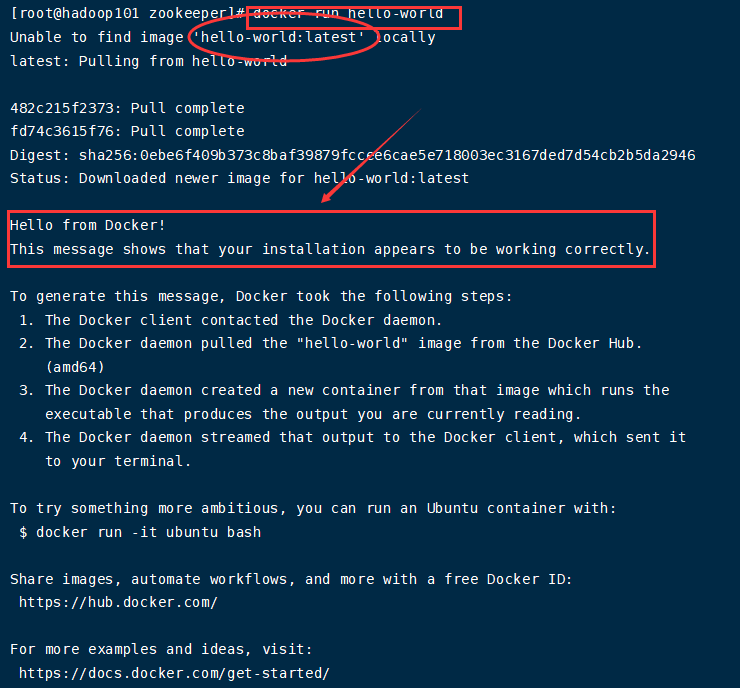 [root@hadoop101 zookeeper]# docker run hello-world
Unable to find image 'hello-world:latest' locally
latest: Pulling from hello-world
482c215f2373: Pull complete
fd74c3615f76: Pull complete
Digest: sha256:0ebe6f409b373c8baf39879fccee6cae5e718003ec3167ded7d54cb2b5da2946
Status: Downloaded newer image for hello-world:latest
Hello from Docker!
This message shows that your installation appears to be working correctly.
To generate this message, Docker took the following steps:
1. The Docker client contacted the Docker daemon.
2. The Docker daemon pulled the "hello-world" image from the Docker Hub.
(amd64)
3. The Docker daemon created a new container from that image which runs the
executable that produces the output you are currently reading.
4. The Docker daemon streamed that output to the Docker client, which sent it
to your terminal.
To try something more ambitious, you can run an Ubuntu container with:
$ docker run -it ubuntu bash
Share images, automate workflows, and more with a free Docker ID:
https://hub.docker.com/
For more examples and ideas, visit:
https://docs.docker.com/get-started/